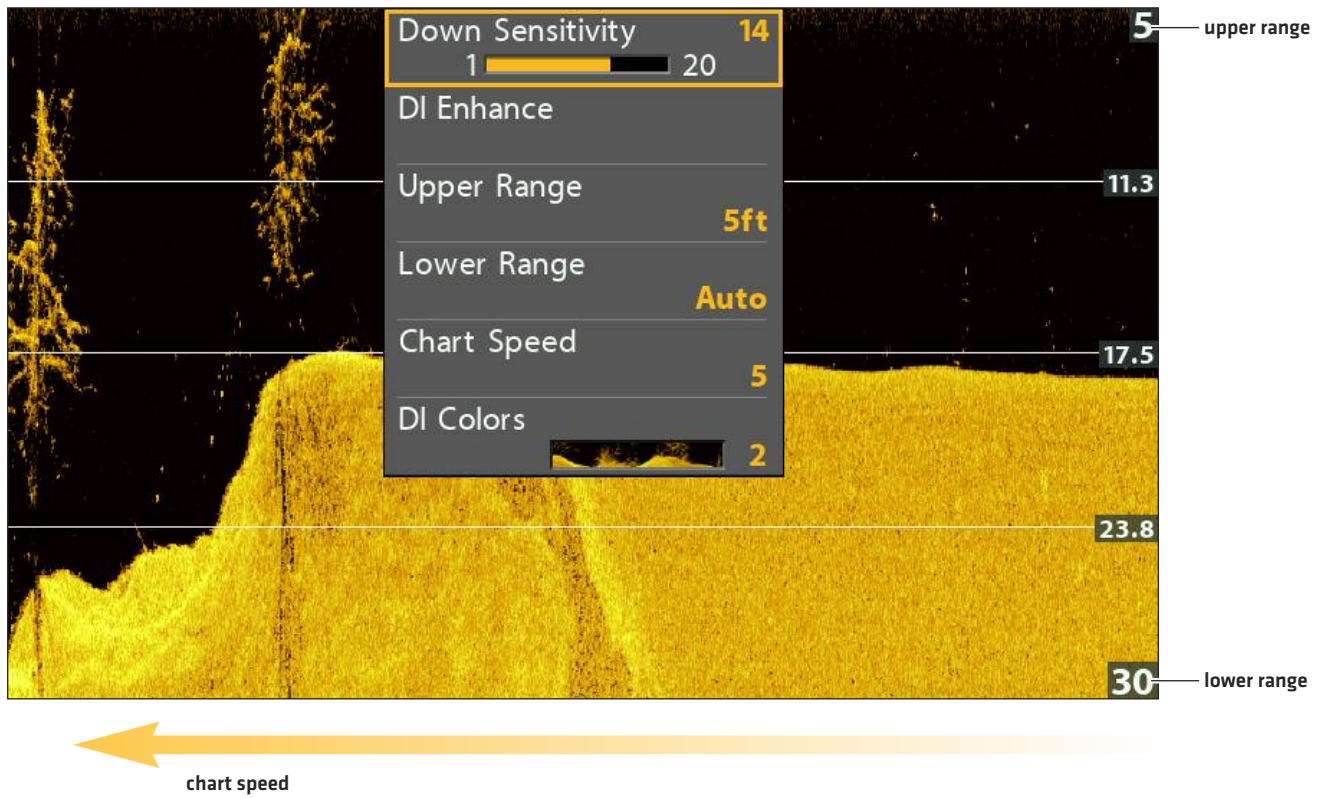 Down Sensitivity 14
1 20
DI Enhance
Upper Range
5ft
Lower Range
Auto
Chart Speed
5
DI Colors
2
5 upper range
11.3
17.5
23.8
30 lower range
chart speed